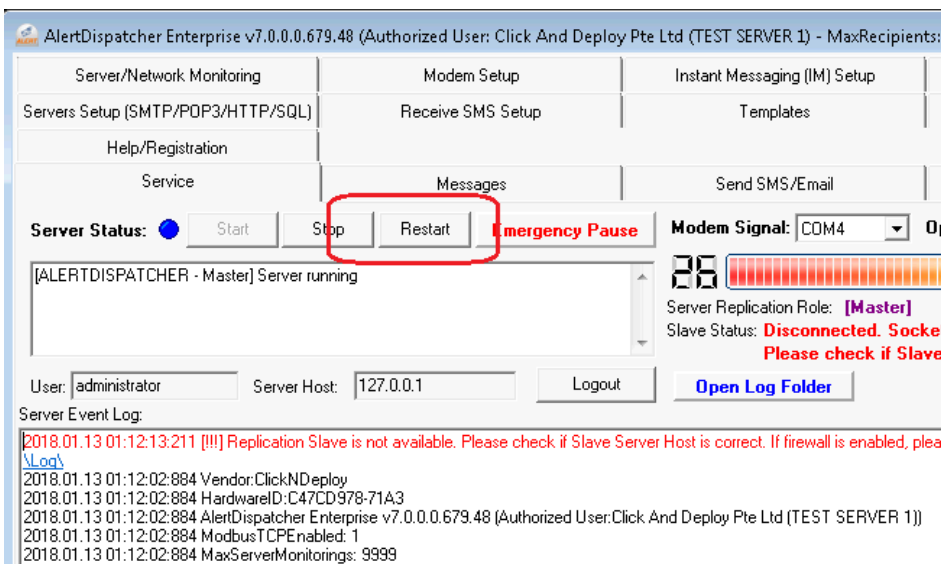 AlertDispatcher Enterprise v7.0.0.0.679.48 (Authorized User: Click And Deploy Pte Ltd (TEST SERVER 1) - MaxRecipients:
Server/Network Monitoring Modem Setup Instant Messaging (IM) Setup
Servers Setup (SMTP/POP3/HTTP/SQL) Receive SMS Setup Templates
Help/Registration
Service Messages Send SMS/Email
Server Status: Start Stop Restart Emergency Pause Modem Signal: COM4
[ALERTDISPATCHER - Master] Server running
26
Server Replication Role: [Master]
Slave Status: Disconnected.
Please check if Slave
User: administrator Server Host: 127.0.0.1 Logout Open Log Folder
Server Event Log:
2018.01.13 01:12:13:211 [!!!] Replication Slave is not available. Please check if Slave Server Host is correct. If firewall is enabled,
\Log\
2018.01.13 01:12:02:884 Vendor:ClickNDeploy
2018.01.13 01:12:02:884 HardwareID:C47CD978-71A3
2018.01.13 01:12:02:884 AlertDispatcher Enterprise v7.0.0.0.679.48 (Authorized User:Click And Deploy Pte Ltd (TEST SERVER 1))
2018.01.13 01:12:02:884 ModbusTCPEnabled: 1
2018.01.13 01:12:02:884 MaxServerMonitorings: 9999